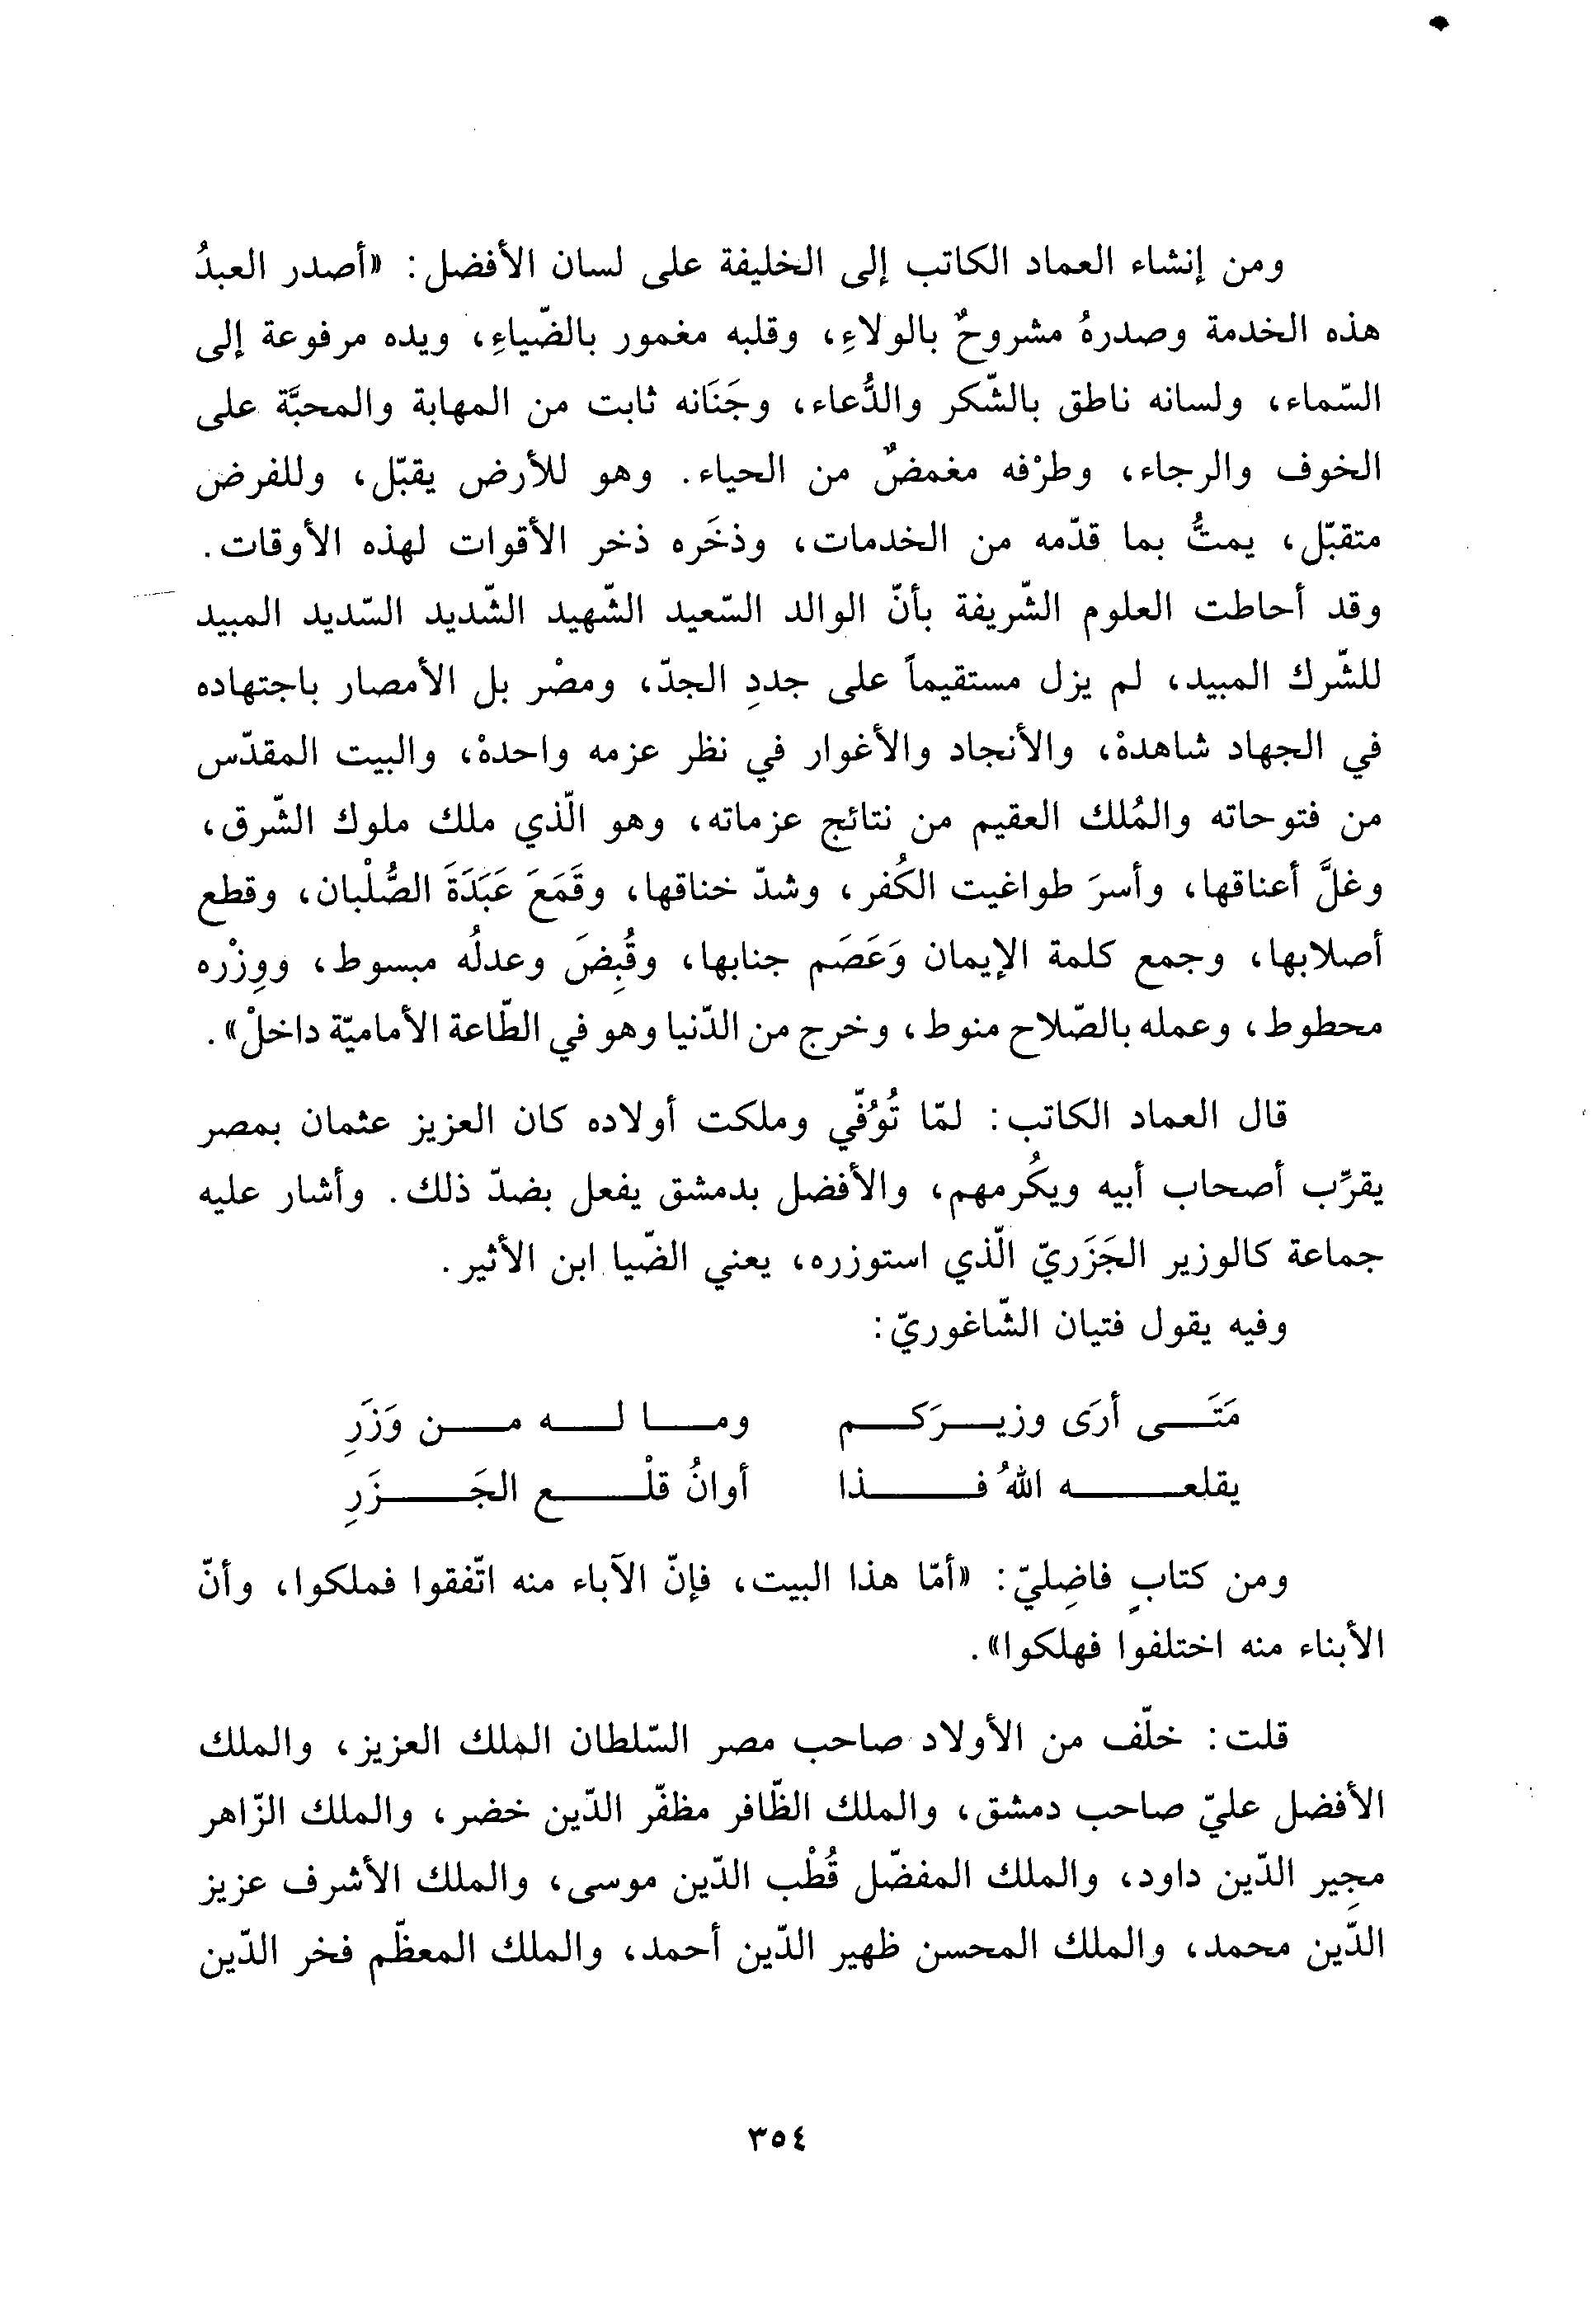 ومن إنشاء العماد الكاتب إلى الخليفة على لسان الأفضل: «أصدر العبدُ
هذه الخدمة وصدرهُ مشروحٌ بالولاءِ، وقلبه مغمور بالضّياءِ، ويده مرفوعة إلى
السّماء، ولسانه ناطق بالشّكر والدُّعاء، وجَنَانه ثابت من المهابة والمحبَّة على
الخوف والرجاء، وطرْفه مغمضٌ من الحياء. وهو للأرض يقبّل، وللفرض
متقبّل، يمتُّ بما قدّمه من الخدمات، وذخَره ذخر الأقوات لهذه الأوقات.
وقد أحاطت العلوم الشّريفة بأنّ الوالد السّعيد الشّهيد الشّديد السّديد المبيد
للشّرك المبيد، لم يزل مستقيماً على جددِ الجدّ، ومصْر بل الأمصار باجتهاده
في الجهاد شاهدهْ، والأنجاد والأغوار في نظر عزمه واحدهْ، والبيت المقدّس
من فتوحاته والمُلك العقيم من نتائج عزماته، وهو الّذي ملك ملوك الشّرق،
وغلَّ أعناقها، وأسرَ طواغيت الكُفر، وشدّ خناقها، وقَمَعَ عَبَدَةَ الصُّلْبان، وقطع
أصلابها، وجمع كلمة الإيمان وَعَصَم جنابها، وقُبِضَ وعدلُه مبسوط، ووِزْره
محطوط، وعمله بالصّلاح منوط، وخرج من الدّنيا وهو في الطّاعة الأماميّة داخلْ».
قال العماد الكاتب: لمّا تُوُفّي وملكت أولاده كان العزيز عثمان بمصر
يقرِّب أصحاب أبيه ويكُرمهم، والأفضل بدمشق يفعل بضدّ ذلك. وأشار عليه
جماعة كالوزير الجَزَريّ الّذي استوزره، يعني الضّيا ابن الأثير.
وفيه يقول فتيان الشّاغوريّ:
مَتَى أرَى وزيرَكم وما له من وَزَرِ
يقلعه اللهُ فذا أوانُ قلْع الجَزَرِ
ومن كتابٍ فاضِليّ: «أمّا هذا البيت، فإنّ الآباء منه اتّفقوا فملكوا، وأنّ
الأبناء منه اختلفوا فهلكوا».
قلت: خلّف من الأولاد صاحب مصر السّلطان الملك العزيز، والملك
الأفضل عليّ صاحب دمشق، والملك الظّافر مظفّر الدّين خضر، والملك الزّاهر
مجِير الدّين داود، والملك المفضّل قُطْب الدّين موسى، والملك الأشرف عزيز
الدّين محمد، والملك المحسن ظهير الدّين أحمد، والملك المعظّم فخر الدّين
٣٥٤